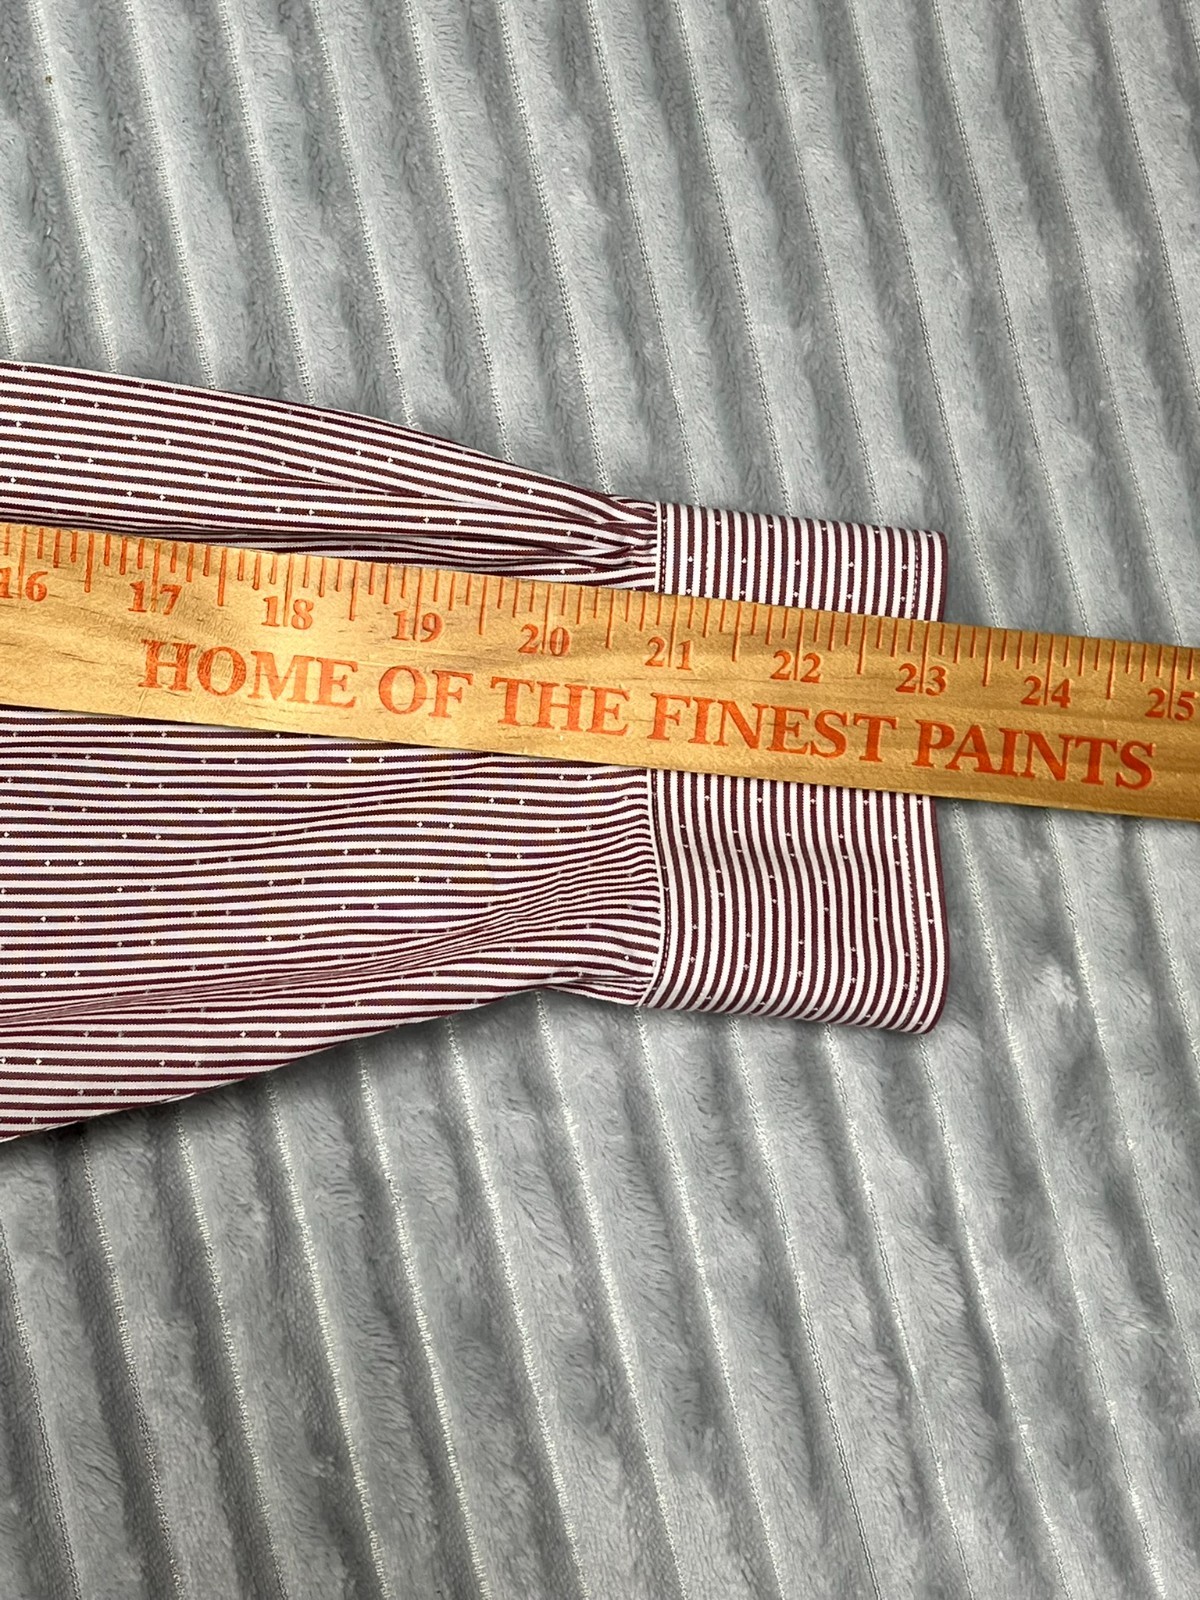 16 17 18 19 20 21 22 23 24 25
HOME OF THE FINEST PAINTS